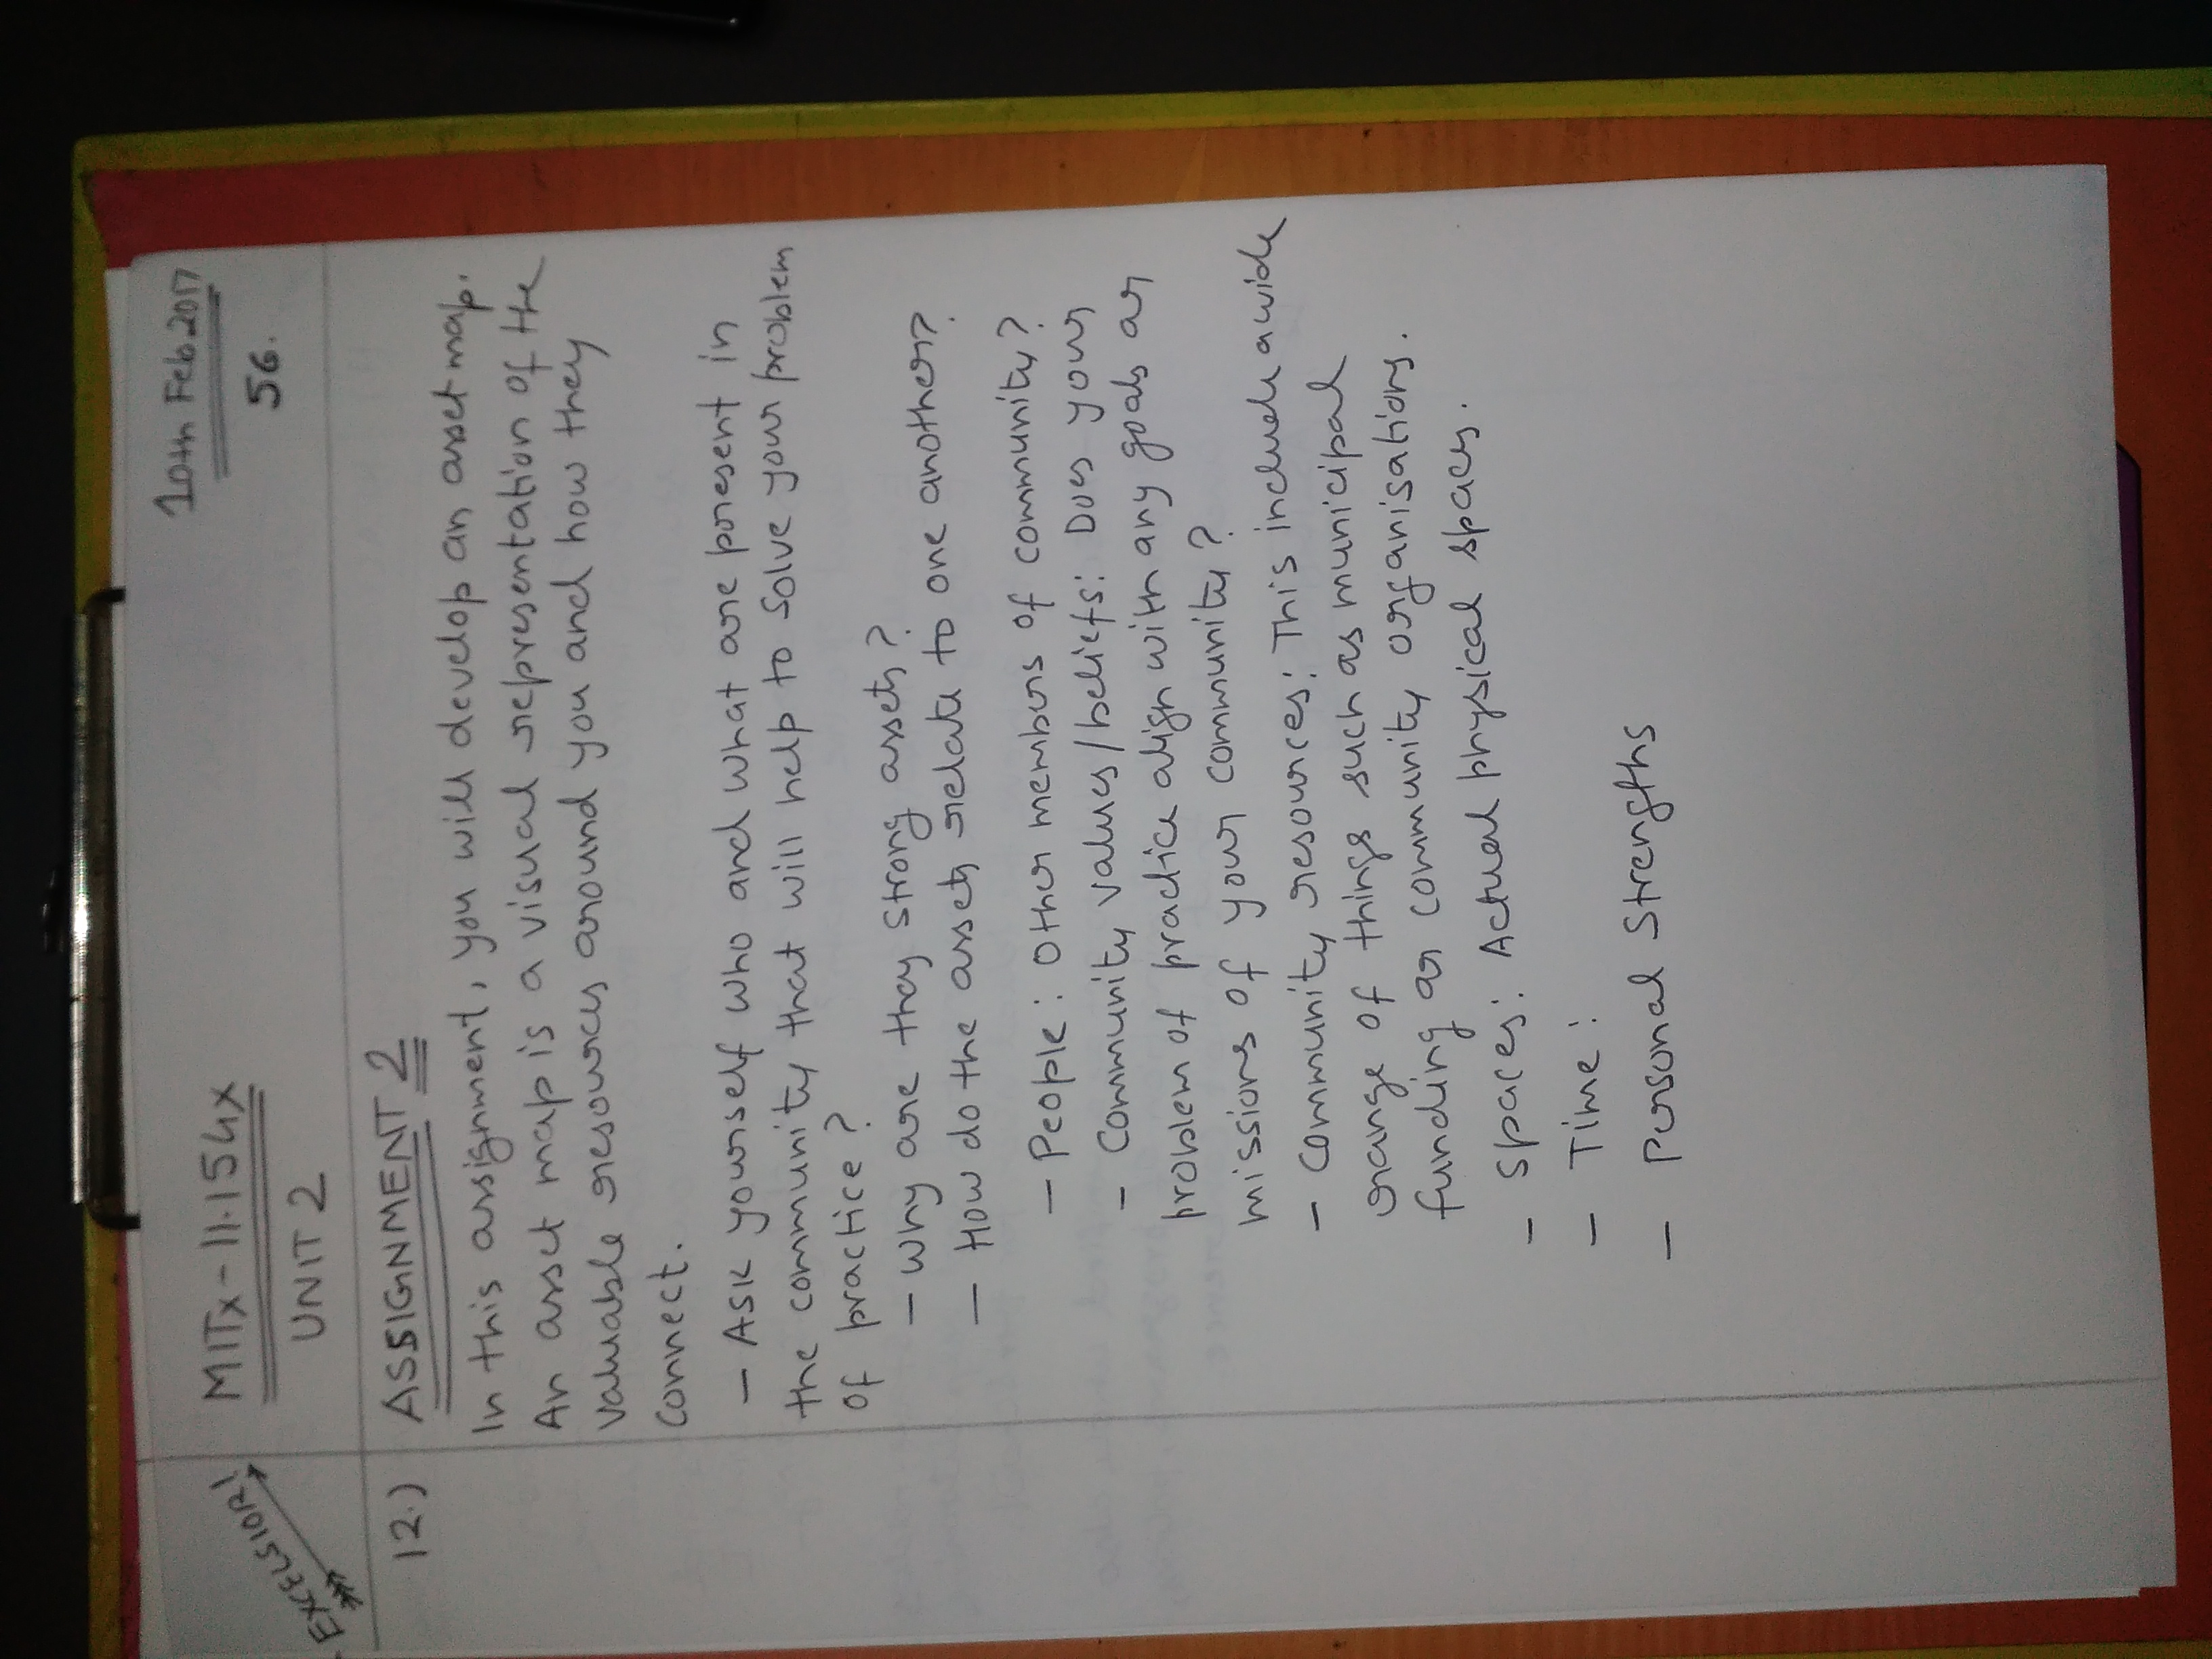 EXCELSIOR!
MITx - 11.154x
UNIT 2
10th Feb 2017
56.
12.) ASSIGNMENT 2
In this assignment, you will develop an asset map.
An asset map is a visual representation of the
valuable resources around you and how they
connect.
– Ask yourself who and what are present in
the community that will help to solve your problem
of practice?
– Why are they strong assets?
– How do the assets relate to one another?
– People: Other members of community?
– Community values/beliefs: Does your
problem of practice align with any goals or
missions of your community?
– Community resources: This include a wide
range of things such as municipal
funding or community organisations.
– Spaces: Actual physical spaces.
– Time:
– Personal Strengths